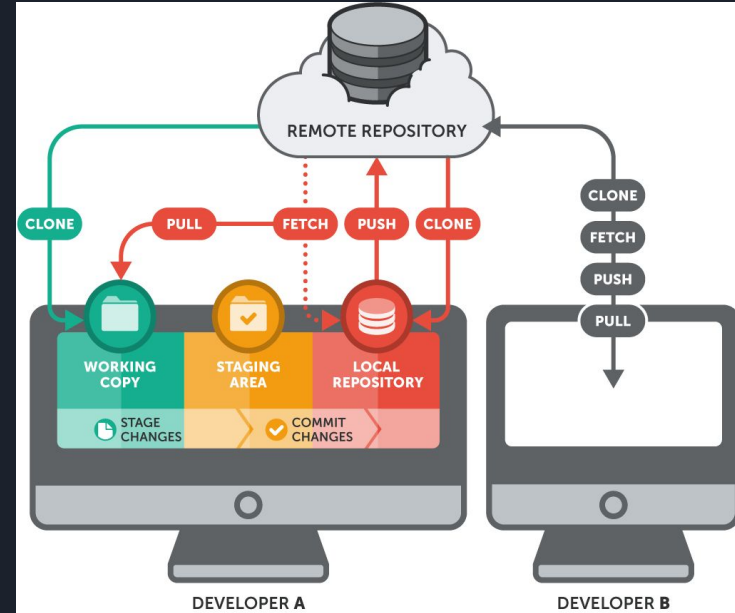 REMOTE REPOSITORY
CLONE
PULL
FETCH
PUSH
CLONE
CLONE
FETCH
PUSH
PULL
WORKING
COPY
STAGING
AREA
LOCAL
REPOSITORY
STAGE
CHANGES
COMMIT
CHANGES
DEVELOPER A
DEVELOPER B